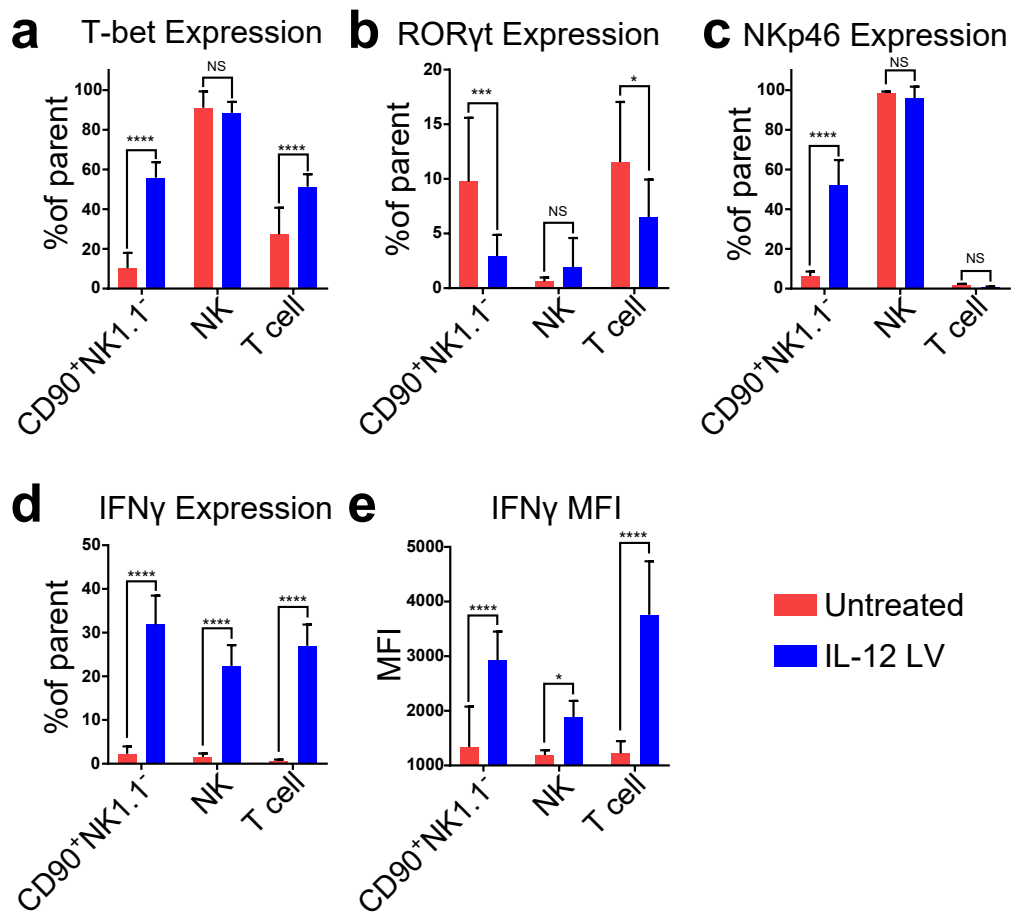 a T-bet Expression
%of parent
100
80
60
40
20
0
****
NS
****
CD90⁺NK1.1⁻
NK
T cell
b RORγt Expression
%of parent
20
15
10
5
0
***
NS
*
CD90⁺NK1.1⁻
NK
T cell
c NKp46 Expression
%of parent
100
80
60
40
20
0
****
NS
NS
CD90⁺NK1.1⁻
NK
T cell
d IFNγ Expression
%of parent
50
40
30
20
10
0
****
****
****
CD90⁺NK1.1⁻
NK
T cell
e IFNγ MFI
MFI
5000
4000
3000
2000
1000
****
*
****
CD90⁺NK1.1⁻
NK
T cell
Untreated
IL-12 LV